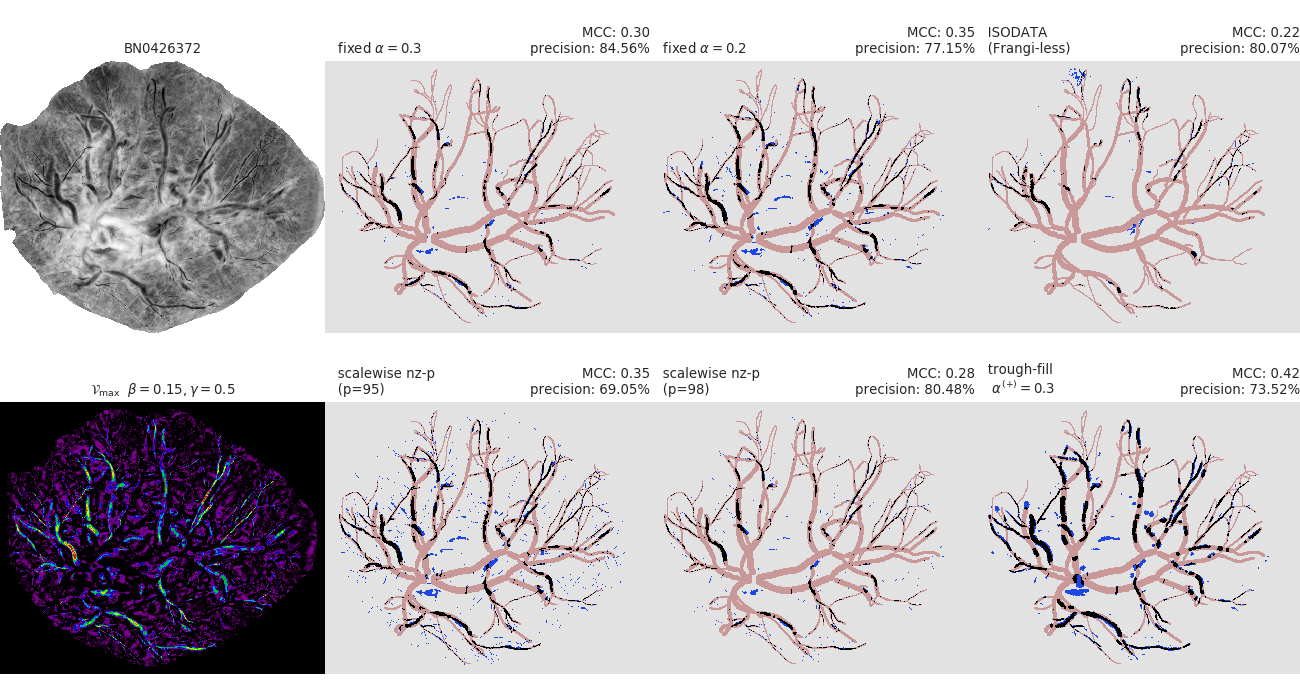 BN0426372
fixed α = 0.3
MCC: 0.30
precision: 84.56%
fixed α = 0.2
MCC: 0.35
precision: 77.15%
ISODATA
(Frangi-less)
MCC: 0.22
precision: 80.07%
𝒱max β = 0.15, γ = 0.5
scalewise nz-p
(p=95)
MCC: 0.35
precision: 69.05%
scalewise nz-p
(p=98)
MCC: 0.28
precision: 80.48%
trough-fill
α(+) = 0.3
MCC: 0.42
precision: 73.52%